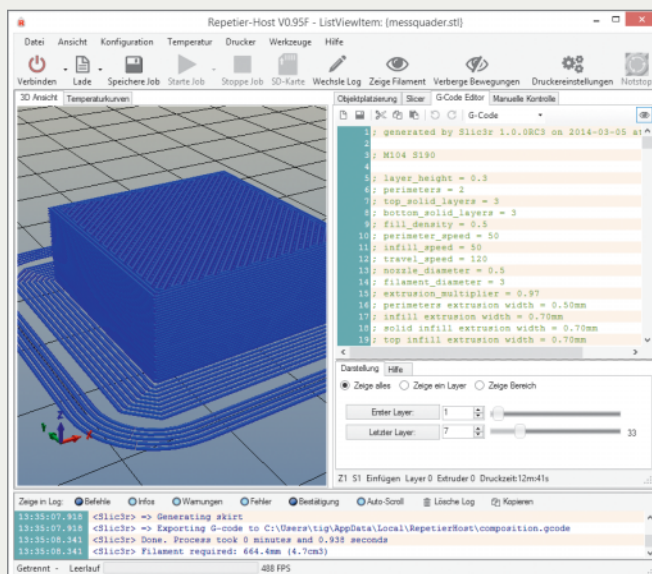 Repetier-Host V0.95F - ListViewItem: {messquader.stl}
Datei Ansicht Konfiguration Temperatur Drucker Werkzeuge Hilfe
Verbinden Lade Speichere Job Starte Job Stoppe Job SD-Karte Wechsle Log Zeige Filament Verberge Bewegungen Druckereinstellungen Notstop
3D Ansicht Temperaturkurven
Objektplatzierung Slicer G-Code Editor Manuelle Kontrolle
G-Code
1 ; generated by Slic3r 1.0.0RC3 on 2014-03-05 at
2
3 ; M104 S190
4
5 ; layer_height = 0.3
6 ; perimeters = 2
7 ; top_solid_layers = 3
8 ; bottom_solid_layers = 3
9 ; fill_density = 0.5
10 ; perimeter_speed = 50
11 ; infill_speed = 50
12 ; travel_speed = 120
13 ; nozzle_diameter = 0.5
14 ; filament_diameter = 3
15 ; extrusion_multiplier = 0.97
16 ; perimeters extrusion width = 0.50mm
17 ; infill extrusion width = 0.70mm
18 ; solid infill extrusion width = 0.70mm
19 ; top infill extrusion width = 0.70mm
Darstellung Hilfe
Zeige alles Zeige ein Layer Zeige Bereich
Erster Layer: 1
Letzter Layer: 7 33
Z1 S1 Einfügen Layer 0 Extruder 0 Druckzeit:12m:41s
Z Y X
Zeige in Log: Befehle Infos Warnungen Fehler Bestätigung Auto-Scroll Lösche Log Kopieren
13:35:07.918 <Slic3r> => Generating skirt
13:35:07.918 <Slic3r> => Exporting G-code to C:\Users\tig\AppData\Local\RepetierHost\composition.gcode
13:35:08.341 <Slic3r> Done. Process took 0 minutes and 0.938 seconds
13:35:08.341 <Slic3r> Filament required: 664.4mm (4.7cm3)
Getrennt - Leerlauf 488 FPS